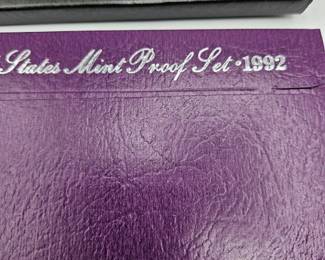 States Mint Proof Set · 1992